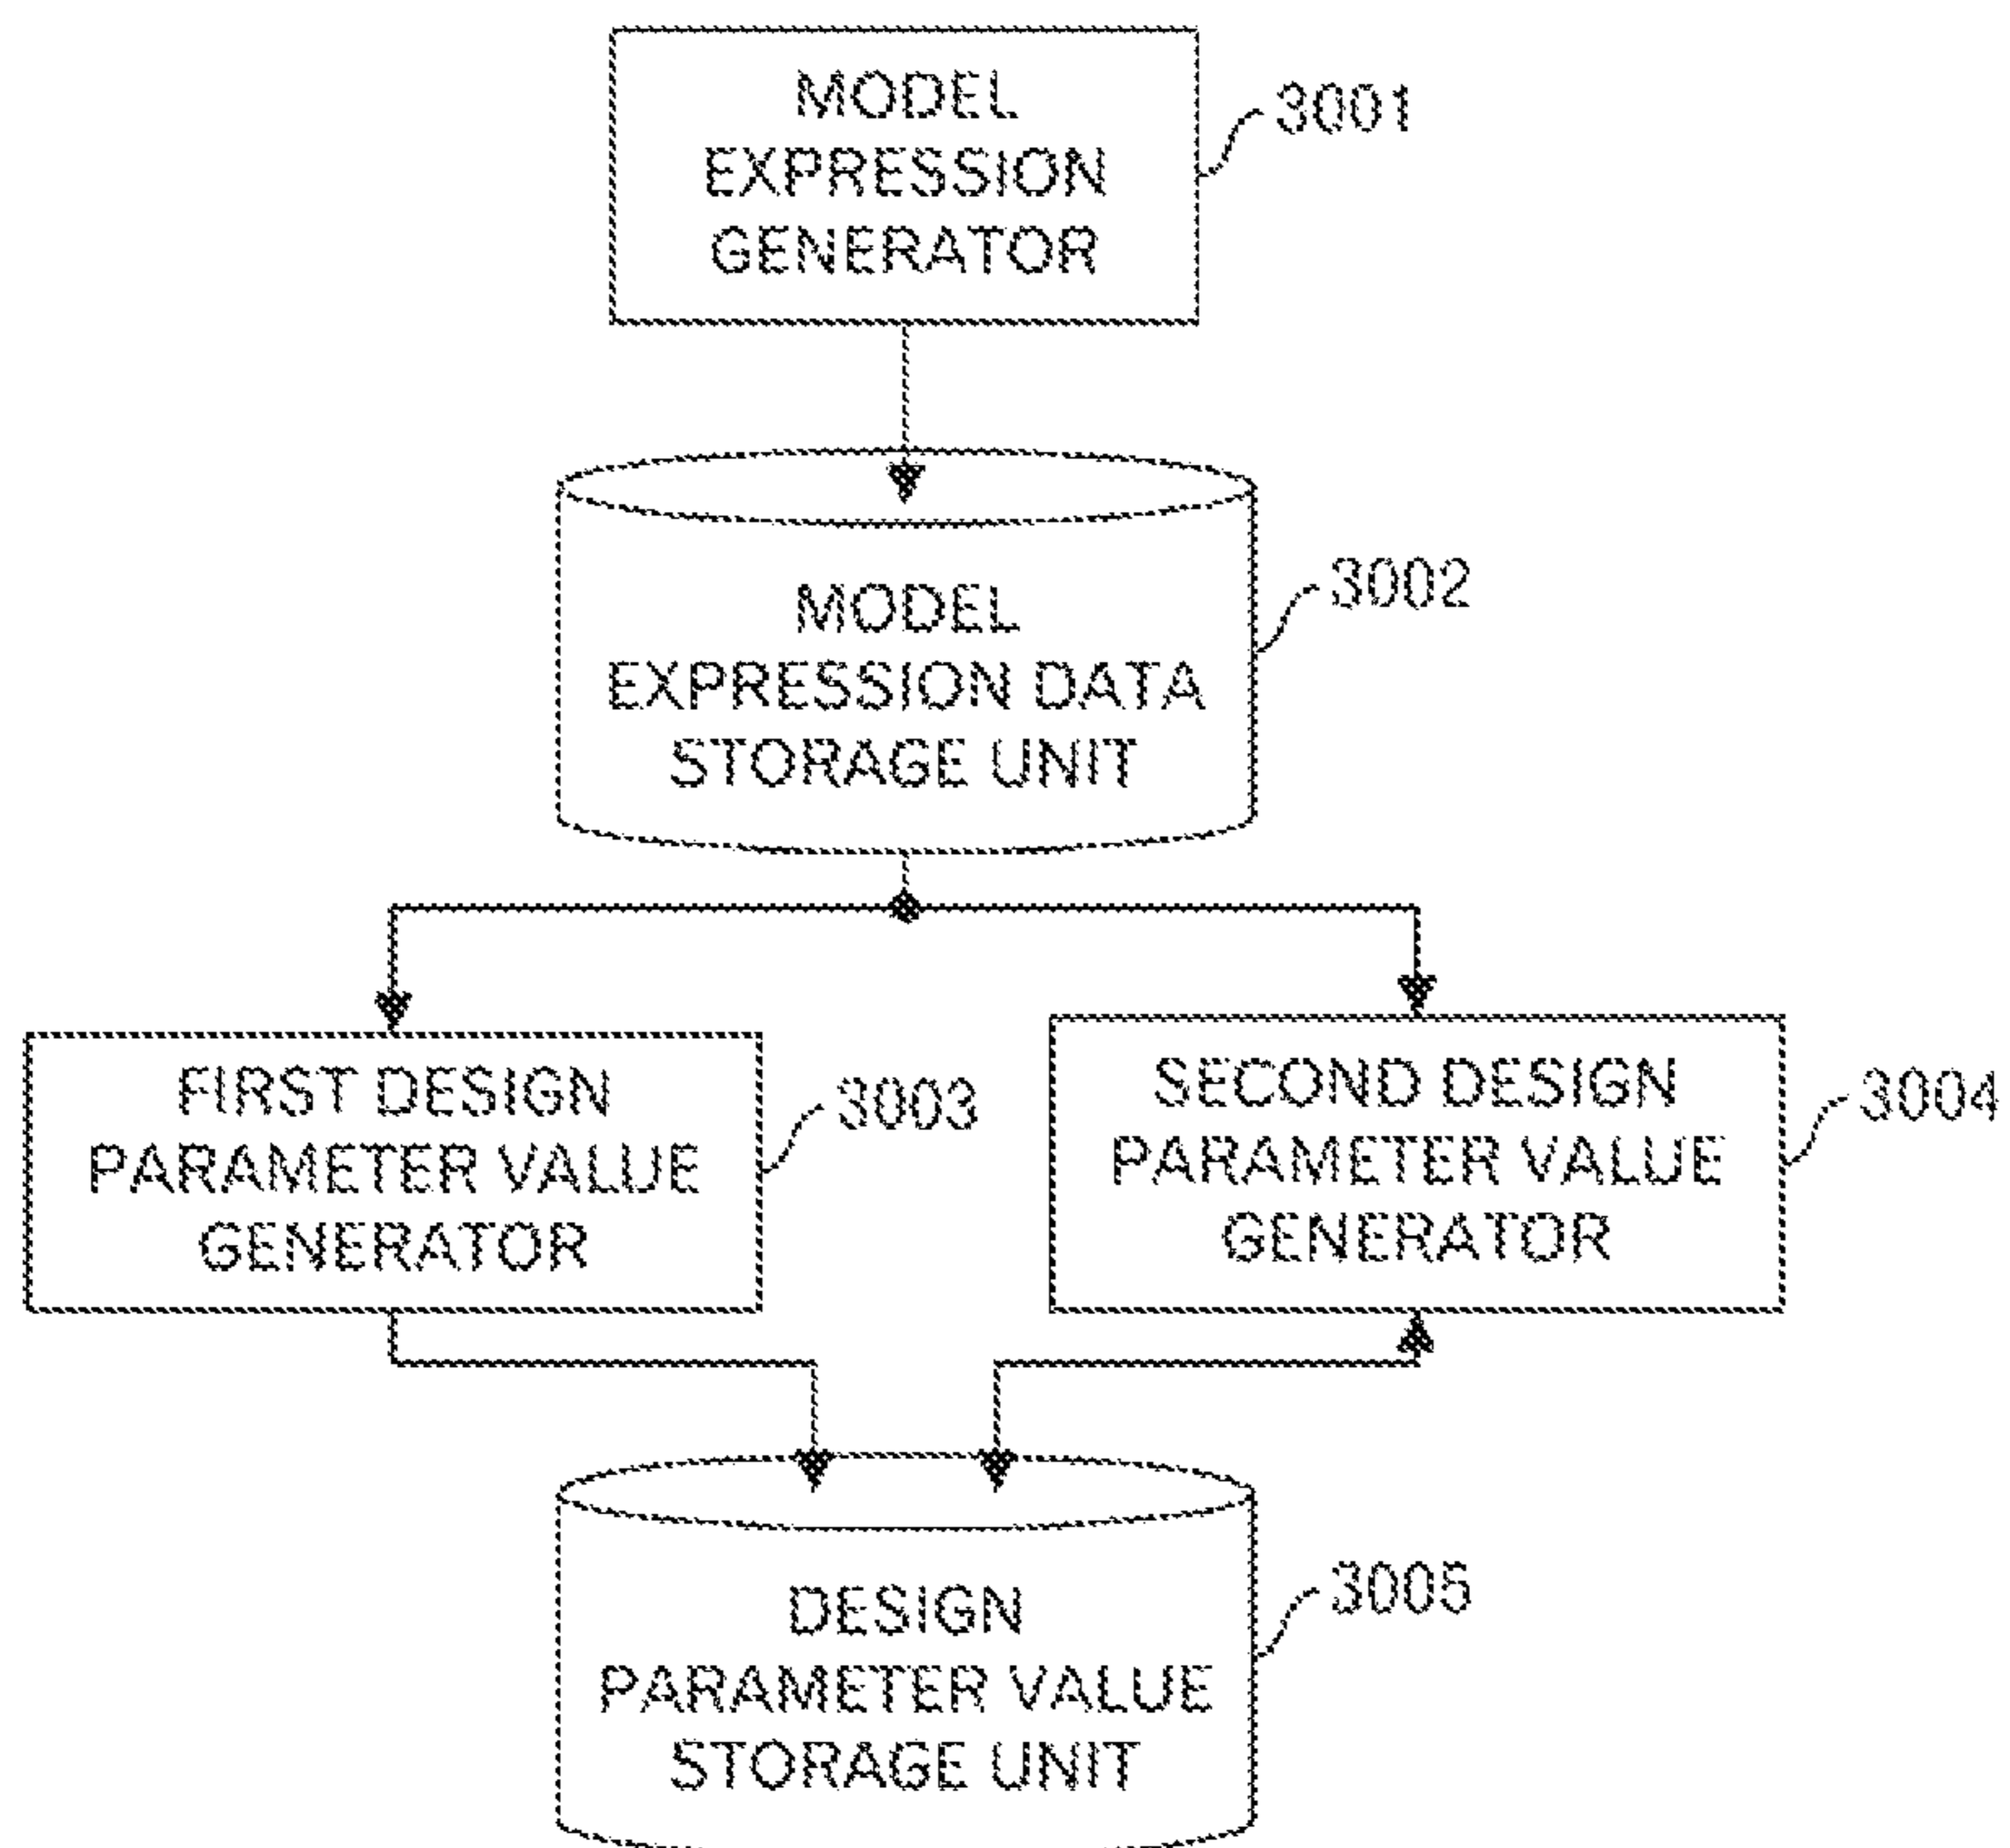 MODEL
EXPRESSION
GENERATOR
3001
MODEL
EXPRESSION DATA
STORAGE UNIT
3002
FIRST DESIGN
PARAMETER VALUE
GENERATOR
3003
SECOND DESIGN
PARAMETER VALUE
GENERATOR
3004
DESIGN
PARAMETER VALUE
STORAGE UNIT
3005